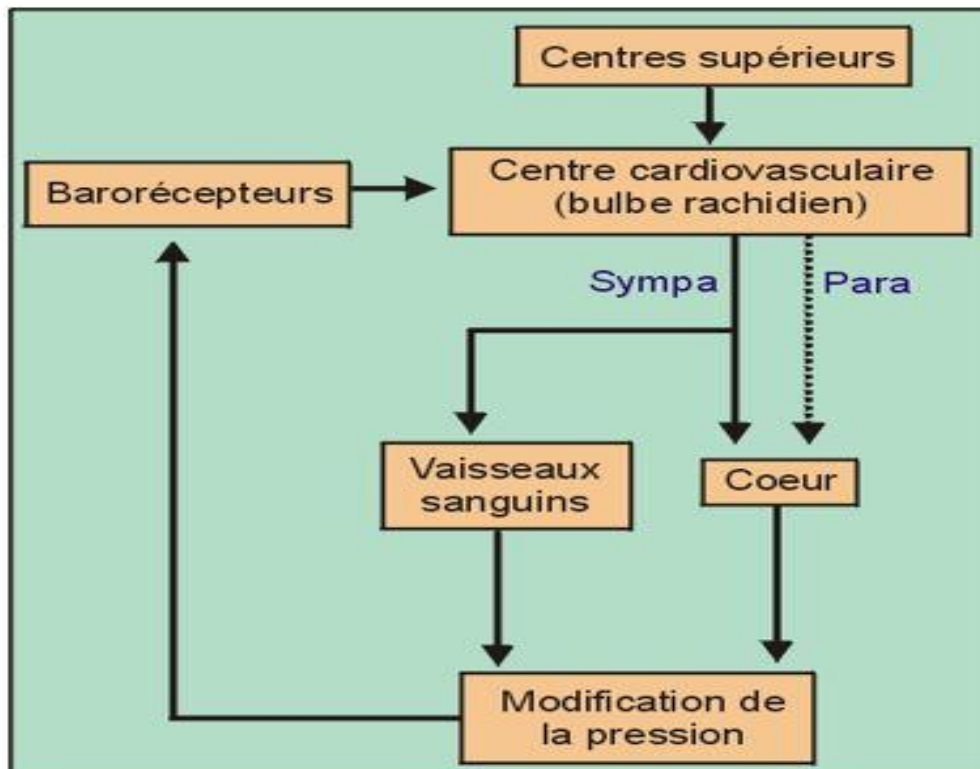 Centres supérieurs
Centre cardiovasculaire
(bulbe rachidien)
Barorécepteurs
Sympa
Para
Vaisseaux
sanguins
Coeur
Modification de
la pression